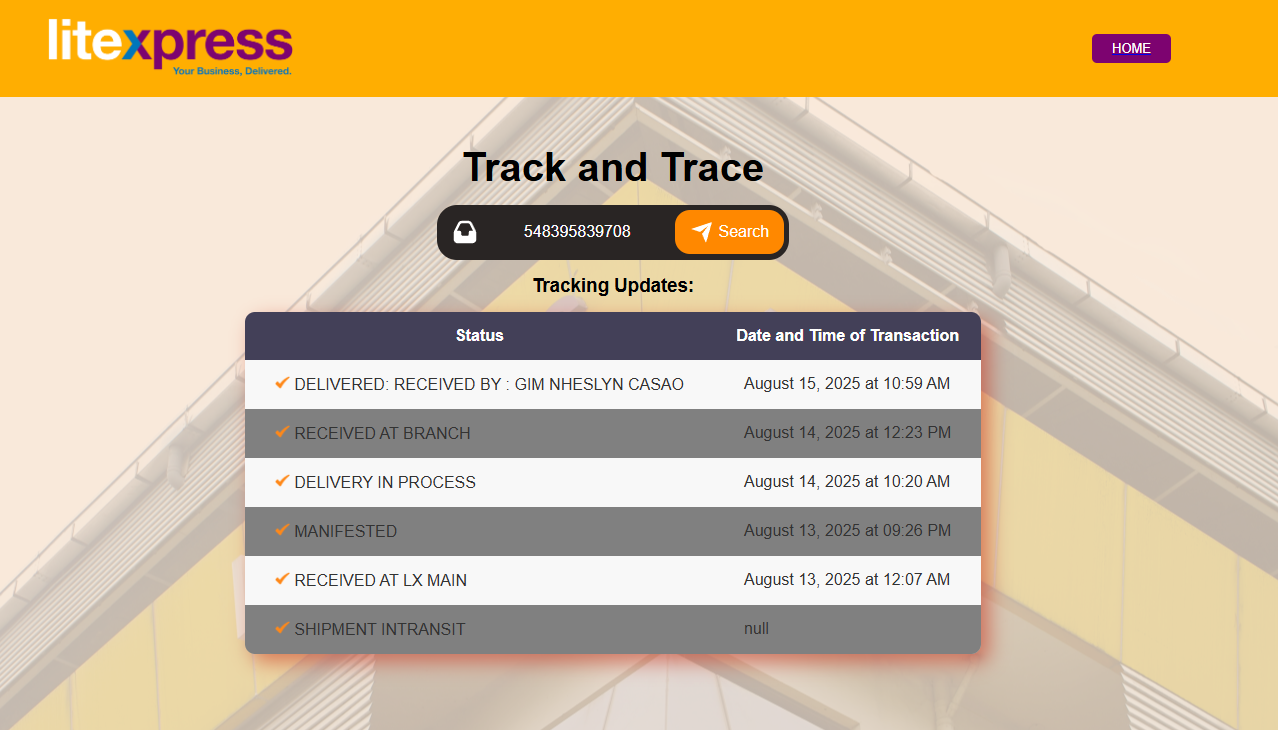 litexpress
Your Business, Delivered.
HOME
Track and Trace
548395839708
Search
Tracking Updates:
Status Date and Time of Transaction
DELIVERED: RECEIVED BY : GIM NHESLYN CASAO August 15, 2025 at 10:59 AM
RECEIVED AT BRANCH August 14, 2025 at 12:23 PM
DELIVERY IN PROCESS August 14, 2025 at 10:20 AM
MANIFESTED August 13, 2025 at 09:26 PM
RECEIVED AT LX MAIN August 13, 2025 at 12:07 AM
SHIPMENT INTRANSIT null